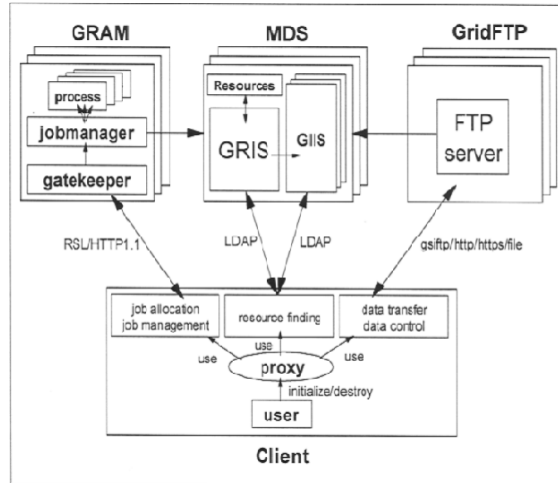 GRAM
MDS
GridFTP
process
jobmanager
gatekeeper
Resources
GRIS
GIIS
FTP
server
RSL/HTTP1.1
LDAP
LDAP
gsiftp/http/https/file
job allocation
job management
resource finding
data transfer
data control
use
use
use
proxy
initialize/destroy
user
Client